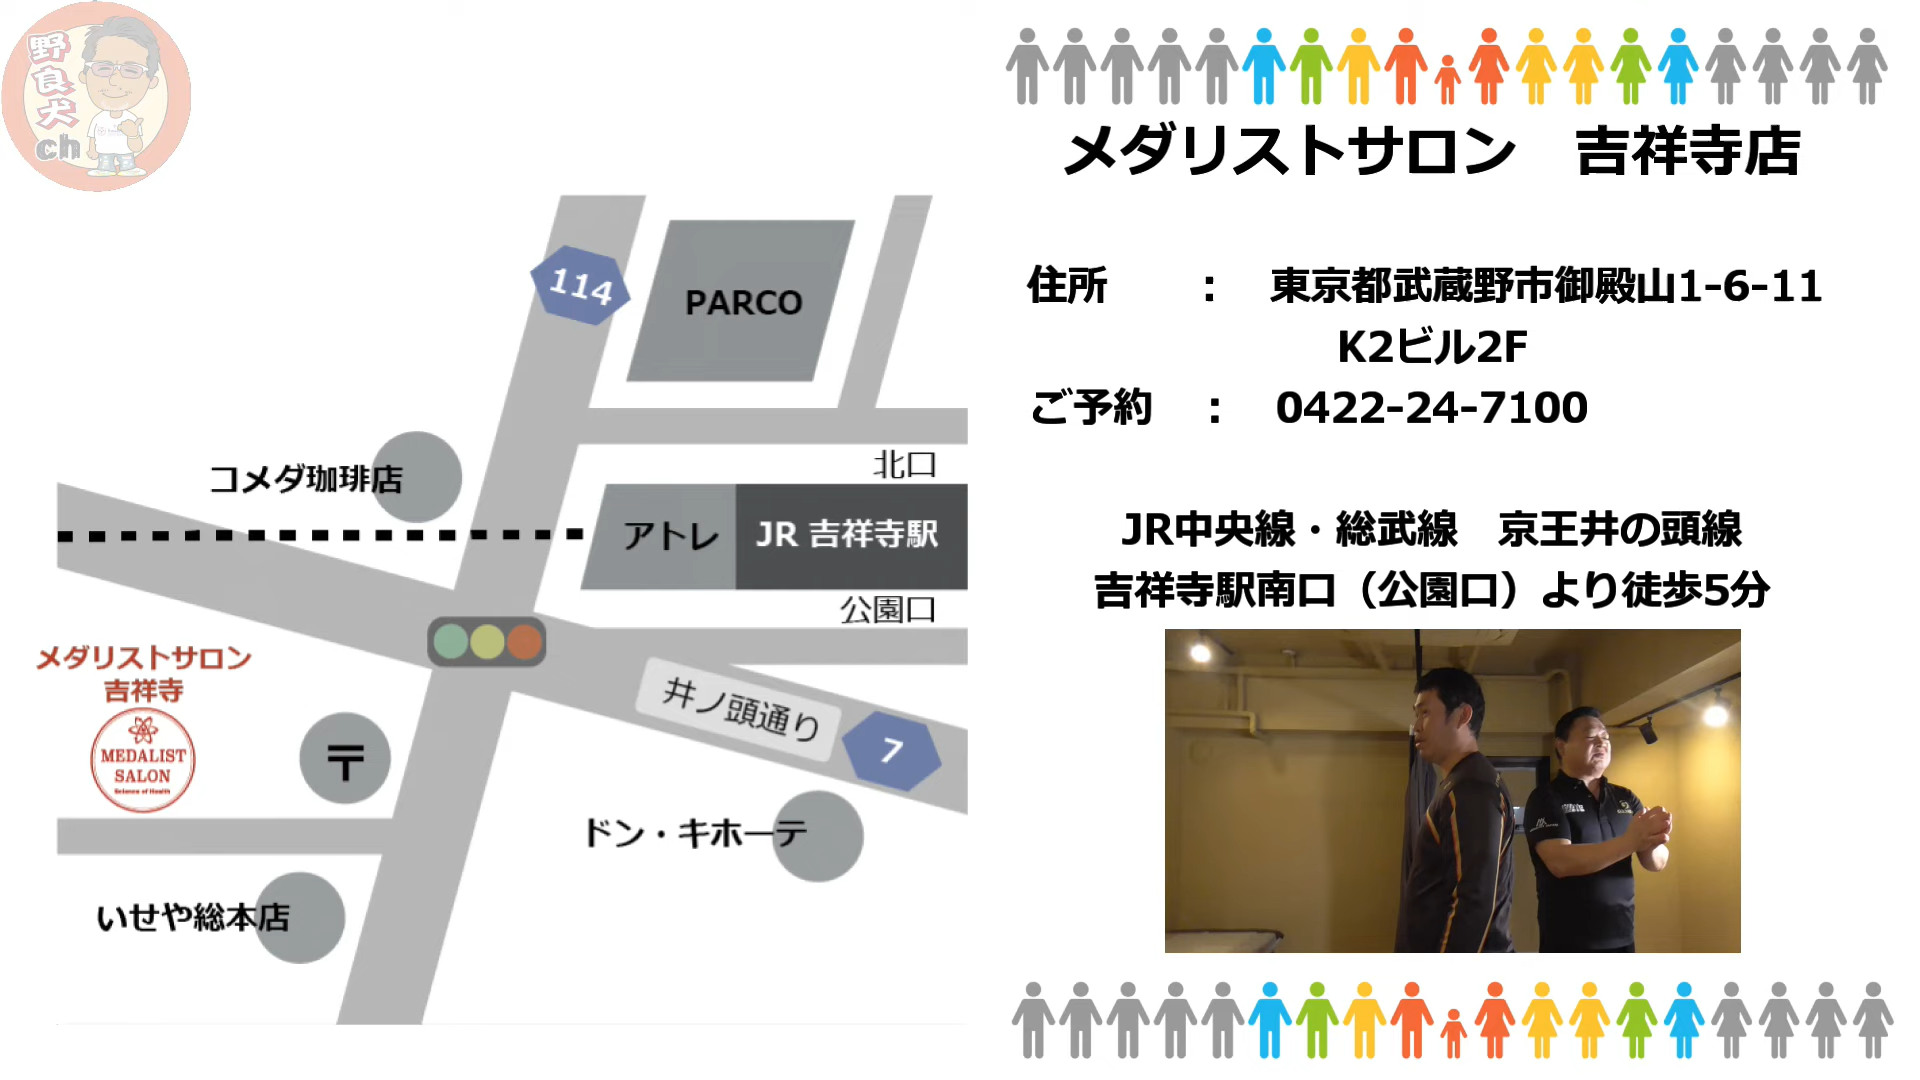 野良犬
ch
メダリストサロン　吉祥寺店
住所　　：　東京都武蔵野市御殿山1-6-11
K2ビル2F
ご予約　：　0422-24-7100
JR中央線・総武線　京王井の頭線
吉祥寺駅南口（公園口）より徒歩5分
114
PARCO
北口
コメダ珈琲店
アトレ
JR 吉祥寺駅
公園口
メダリストサロン
吉祥寺
MEDALIST
SALON
Science of Health
〒
井ノ頭通り
7
ドン・キホーテ
いせや総本店